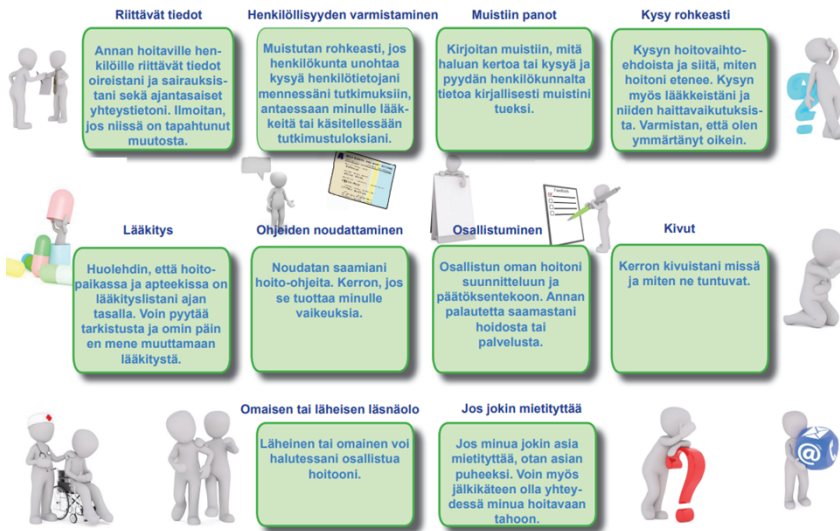 Riittävät tiedot
Annan hoitaville hen-
kilöille riittävät tiedot
oireistani ja sairauksis-
tani sekä ajantasaiset
yhteystietoni. Ilmoitan,
jos niissä on tapahtunut
muutosta.
Henkilöllisyyden varmistaminen
Muistutan rohkeasti, jos
henkilökunta unohtaa
kysyä henkilötietojani
mennessäni tutkimuksiin,
antaessaan minulle lääk-
keitä tai käsitellessään
tutkimustuloksiani.
Muistiin panot
Kirjoitan muistiin, mitä
haluan kertoa tai kysyä ja
pyydän henkilökunnalta
tietoa kirjallisesti muistini
tueksi.
Kysy rohkeasti
Kysyn hoitovaihto-
ehdoista ja siitä, miten
hoitoni etenee. Kysyn
myös lääkkeistäni ja
niiden haittavaikutuksis-
ta. Varmistan, että olen
ymmärtänyt oikein.
Lääkitys
Huolehdin, että hoito-
paikassa ja apteekissa on
lääkityslistani ajan
tasalla. Voin pyytää
tarkistusta ja omin päin
en mene muuttamaan
lääkitystä.
Ohjeiden noudattaminen
Noudatan saamiani
hoito-ohjeita. Kerron, jos
se tuottaa minulle
vaikeuksia.
Osallistuminen
Osallistun oman hoitoni
suunnitteluun ja
päätöksentekoon. Annan
palautetta saamastani
hoidosta tai
palvelusta.
Kivut
Kerron kivuistani missä
ja miten ne tuntuvat.
Omaisen tai läheisen läsnäolo
Läheinen tai omainen voi
halutessani osallistua
hoitooni.
Jos jokin mietityttää
Jos minua jokin asia
mietityttää, otan asian
puheeksi. Voin myös
jälkikäteen olla yhtey-
dessä minua hoitavaan
tahoon.